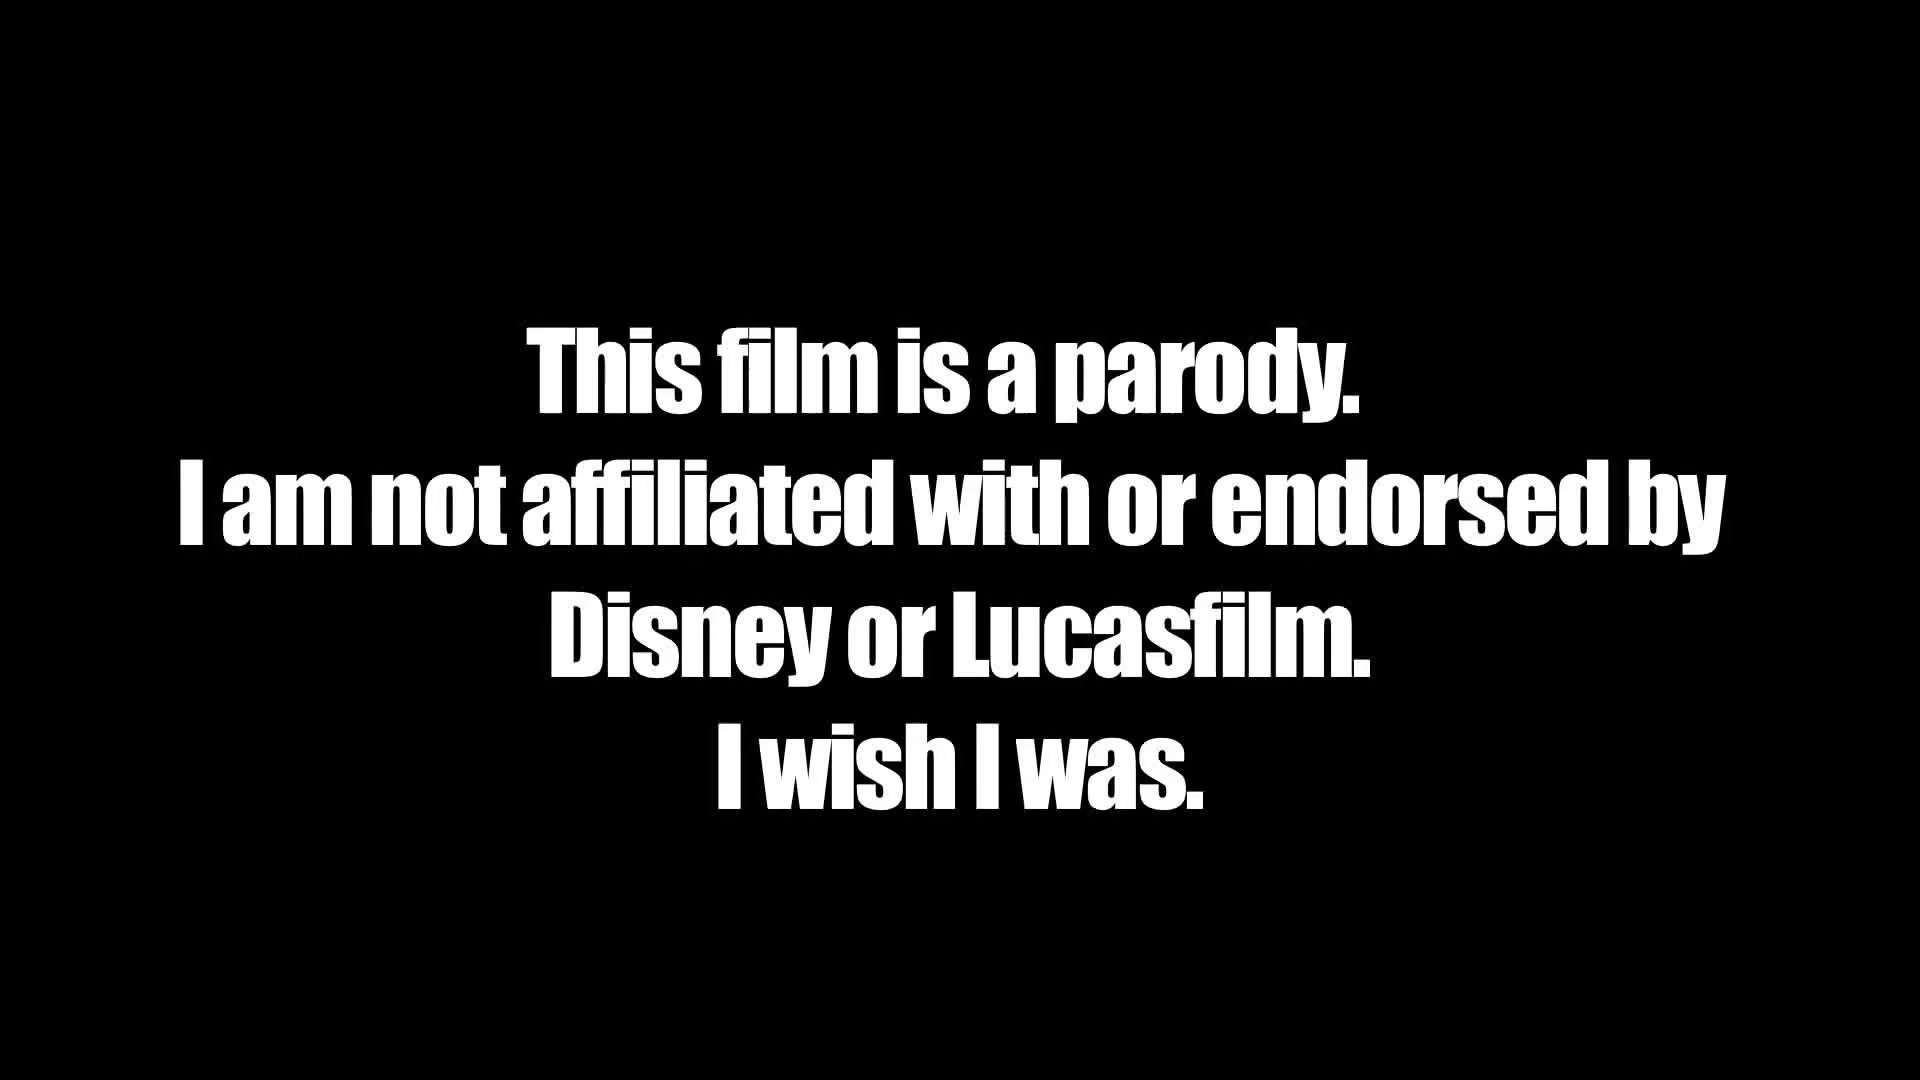 This film is a parody.
I am not affiliated with or endorsed by
Disney or Lucasfilm.
I wish I was.